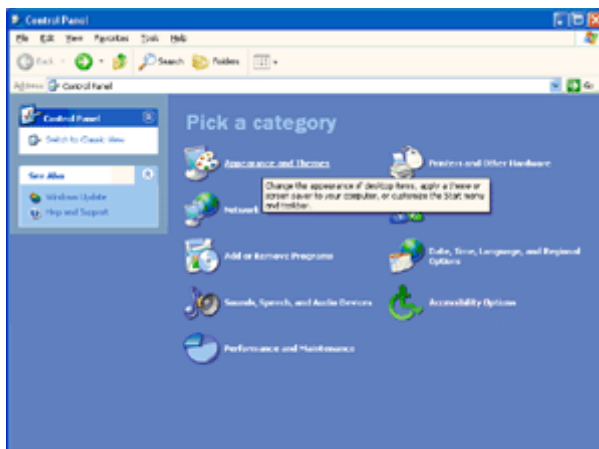 Control Panel
File Edit View Favorites Tools Help
Back Search Folders
Address Control Panel Go
Control Panel
Switch to Classic View
See Also
Windows Update
Help and Support
Pick a category
Appearance and Themes
Printers and Other Hardware
Change the appearance of desktop items, apply a theme or
screen saver to your computer, or customize the Start menu
and taskbar.
Network
Add or Remove Programs
Date, Time, Language, and Regional
Options
Sounds, Speech, and Audio Devices
Accessibility Options
Performance and Maintenance